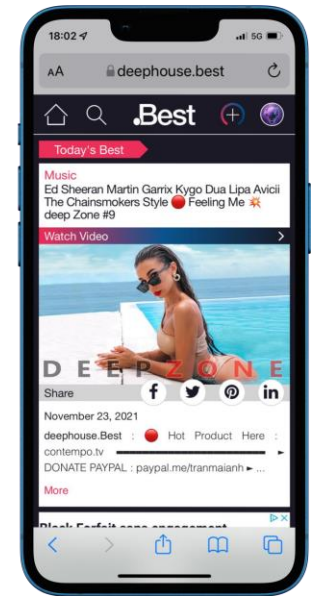 18:02
5G
AA deephouse.best
.Best
Today's Best
Music
Ed Sheeran Martin Garrix Kygo Dua Lipa Avicii
The Chainsmokers Style 🔴 Feeling Me 💥
deep Zone #9
Watch Video
DEEPZONE
Share
November 23, 2021
deephouse.Best : 🔴 Hot Product Here :
contempo.tv ▬▬▬▬▬▬▬▬▬▬ ►
DONATE PAYPAL : paypal.me/tranmaianh ► ...
More